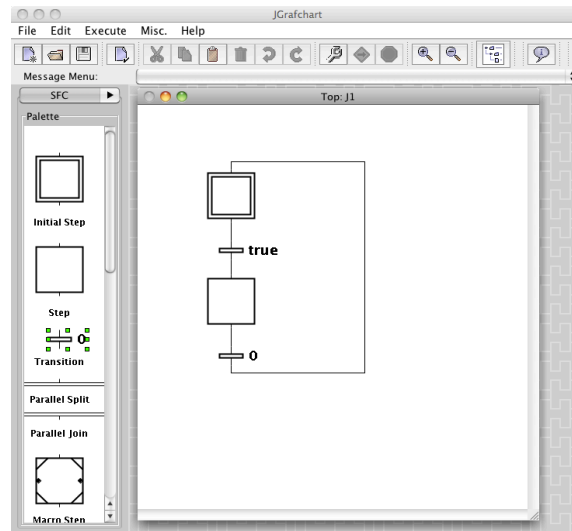 JGrafchart
File Edit Execute Misc. Help
Message Menu:
SFC
Top: J1
Palette
Initial Step
Step
0
Transition
Parallel Split
Parallel Join
Macro Step
true
0